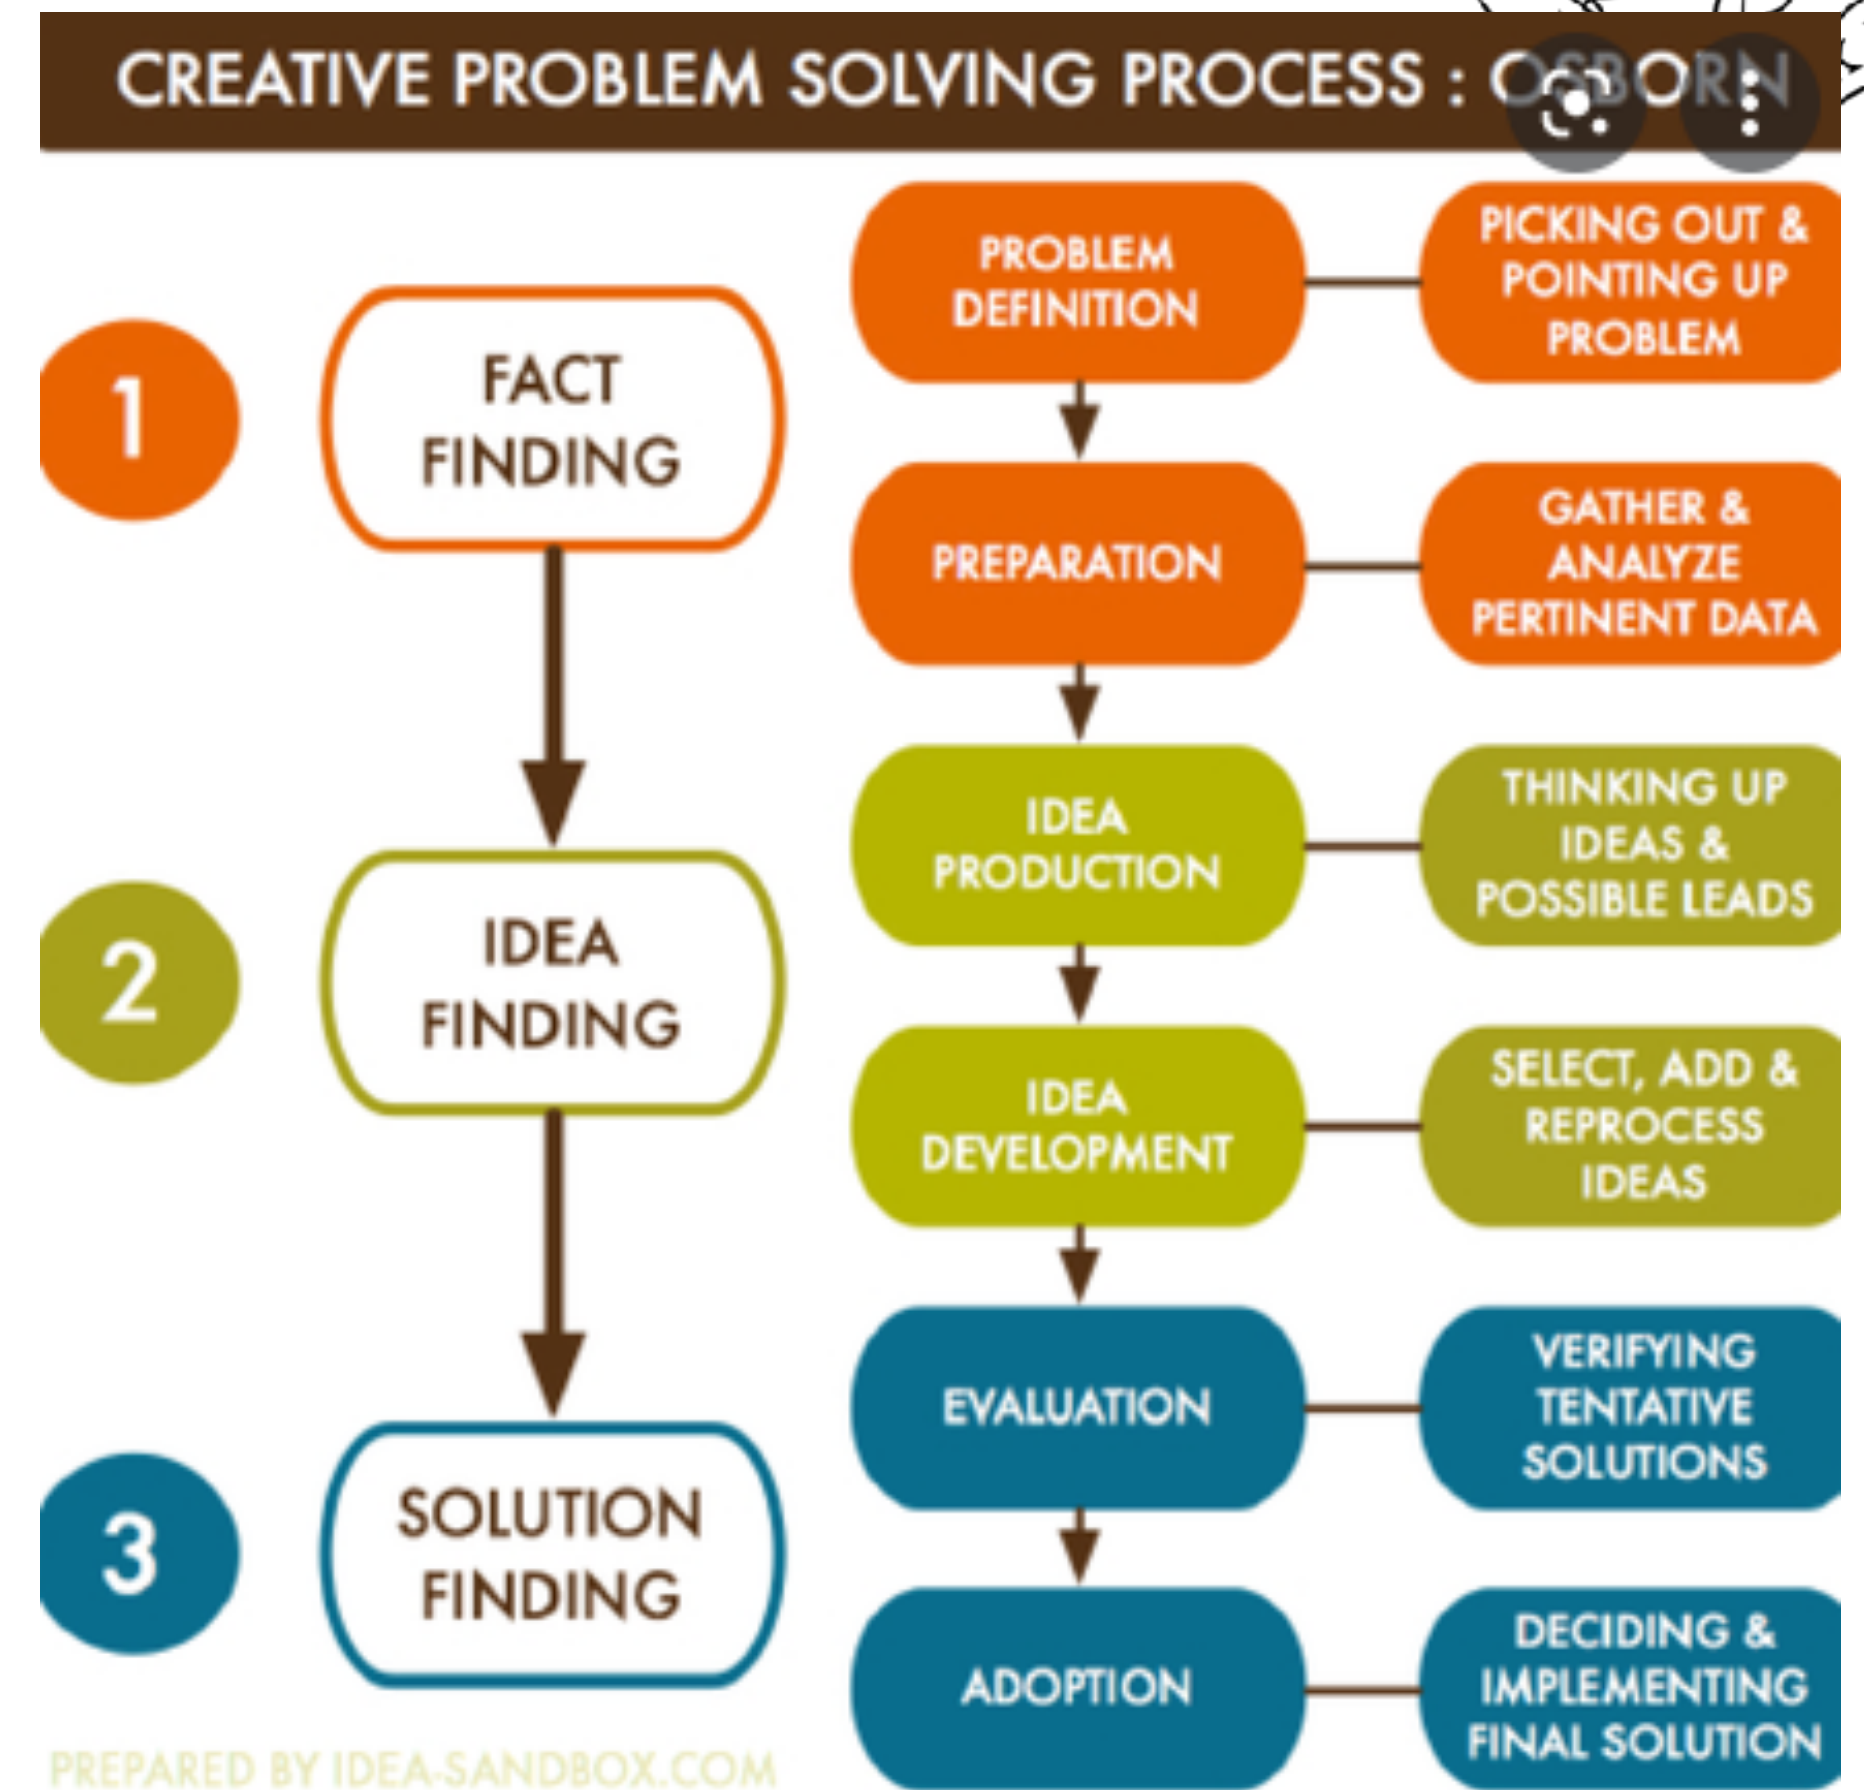 CREATIVE PROBLEM SOLVING PROCESS : OSBORN
1
FACT
FINDING
PROBLEM
DEFINITION
PICKING OUT &
POINTING UP
PROBLEM
PREPARATION
GATHER &
ANALYZE
PERTINENT DATA
2
IDEA
FINDING
IDEA
PRODUCTION
THINKING UP
IDEAS &
POSSIBLE LEADS
IDEA
DEVELOPMENT
SELECT, ADD &
REPROCESS
IDEAS
3
SOLUTION
FINDING
EVALUATION
VERIFYING
TENTATIVE
SOLUTIONS
ADOPTION
DECIDING &
IMPLEMENTING
FINAL SOLUTION
PREPARED BY IDEA-SANDBOX.COM